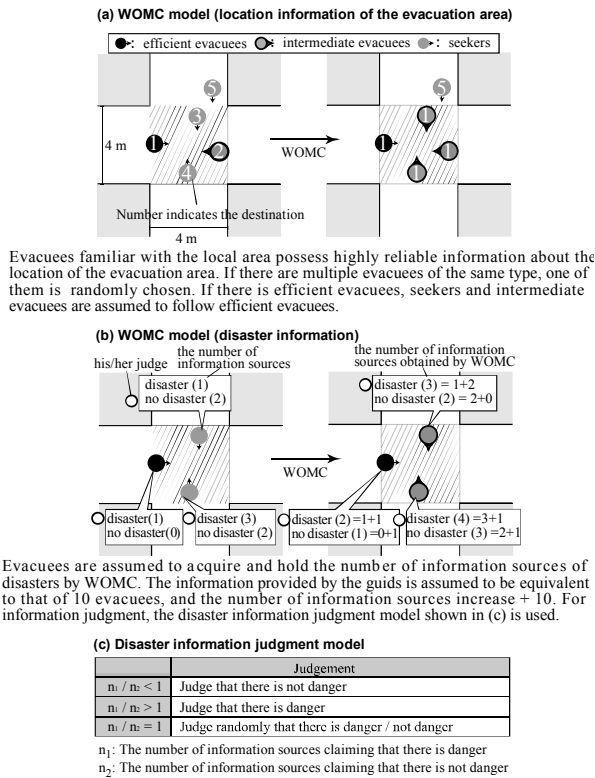 (a) WOMC model (location information of the evacuation area)
: efficient evacuees : intermediate evacuees : seekers
5 5
3 1
4 m 1 2 WOMC 1 1
4 1
Number indicates the destination
4 m
Evacuees familiar with the local area possess highly reliable information about the
location of the evacuation area. If there are multiple evacuees of the same type, one of
them is randomly chosen. If there is efficient evacuees, seekers and intermediate
evacuees are assumed to follow efficient evacuees.
(b) WOMC model (disaster information)
his/her judge
the number of
information sources
the number of information
sources obtained by WOMC
disaster (1)
no disaster (2)
disaster (3) = 1+2
no disaster (2) = 2+0
WOMC
disaster(1)
no disaster(0)
disaster (3)
no disaster (2)
disaster (2) =1+1
no disaster (1) =0+1
disaster (4) =3+1
no disaster (3) =2+1
Evacuees are assumed to acquire and hold the number of information sources of
disasters by WOMC. The information provided by the guids is assumed to be equivalent
to that of 10 evacuees, and the number of information sources increase + 10. For
information judgment, the disaster information judgment model shown in (c) is used.
(c) Disaster information judgment model
Judgement
n₁ / n₂ < 1 Judge that there is not danger
n₁ / n₂ > 1 Judge that there is danger
n₁ / n₂ = 1 Judge randomly that there is danger / not danger
n₁: The number of information sources claiming that there is danger
n₂: The number of information sources claiming that there is not danger